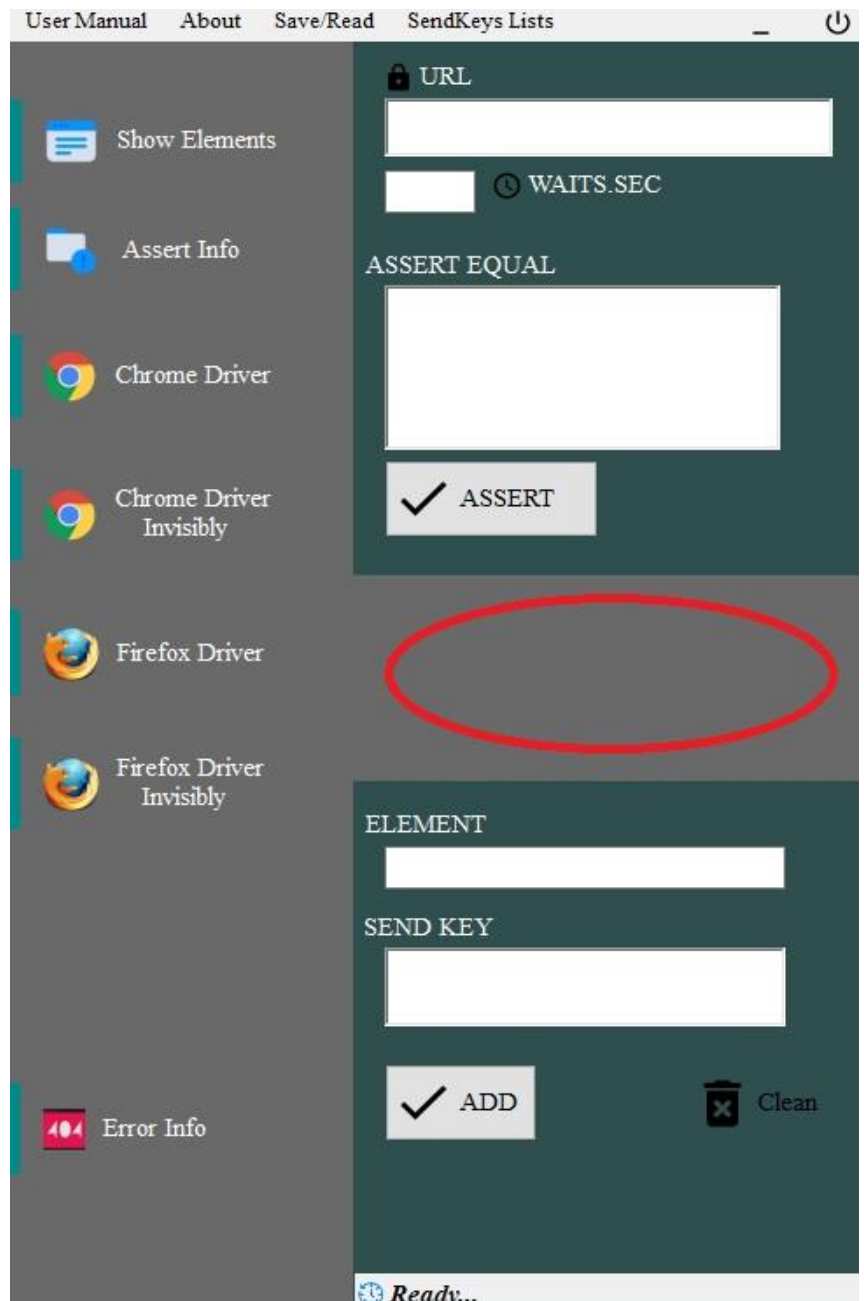 User Manual About Save/Read SendKeys Lists
Show Elements
Assert Info
Chrome Driver
Chrome Driver
Invisibly
Firefox Driver
Firefox Driver
Invisibly
404 Error Info
URL
WAITS.SEC
ASSERT EQUAL
ASSERT
ELEMENT
SEND KEY
ADD
Clean
Ready...